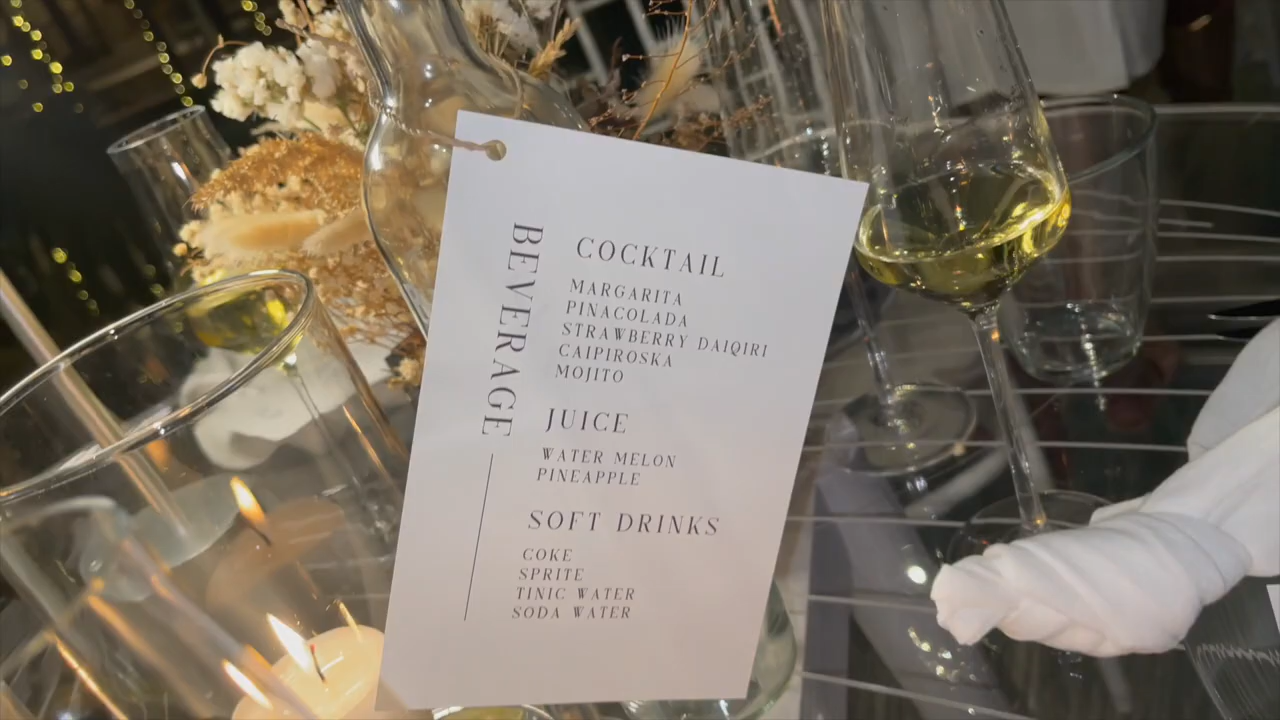 BEVERAGE
COCKTAIL
MARGARITA
PINACOLADA
STRAWBERRY DAIQIRI
CAIPIROSKA
MOJITO
JUICE
WATER MELON
PINEAPPLE
SOFT DRINKS
COKE
SPRITE
TINIC WATER
SODA WATER